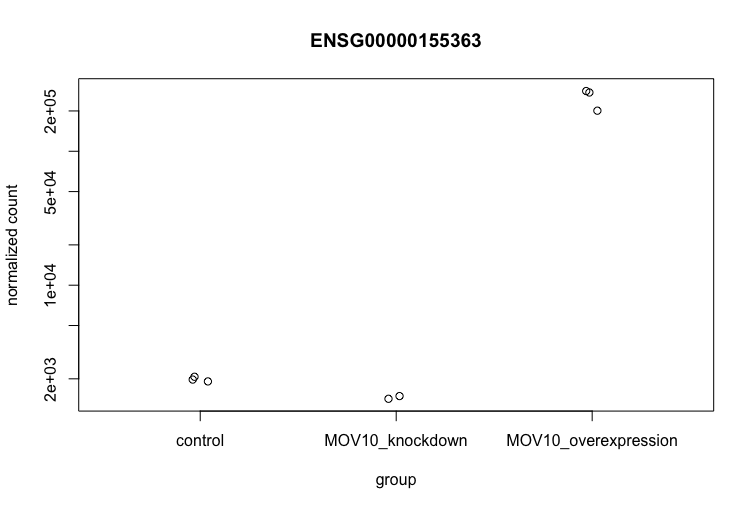 ENSG00000155363
normalized count
2e+05
5e+04
1e+04
2e+03
control MOV10_knockdown MOV10_overexpression
group